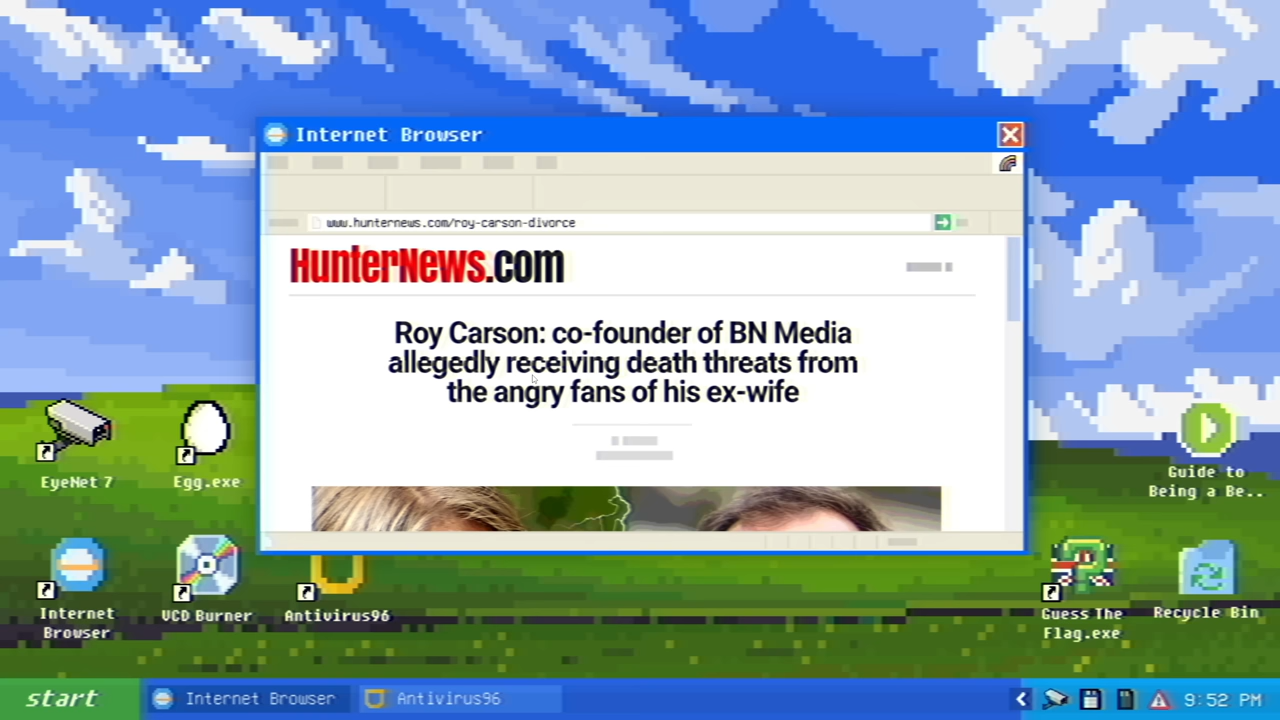 Internet Browser
www.hunternews.com/roy-carson-divorce
HunterNews.com
Roy Carson: co-founder of BN Media
allegedly receiving death threats from
the angry fans of his ex-wife
EyeNet 7
Egg.exe
Guide to
Being a Be..
Internet
Browser
VCD Burner
Antivirus96
Guess The
Flag.exe
Recycle Bin
start
Internet Browser
Antivirus96
9:52 PM